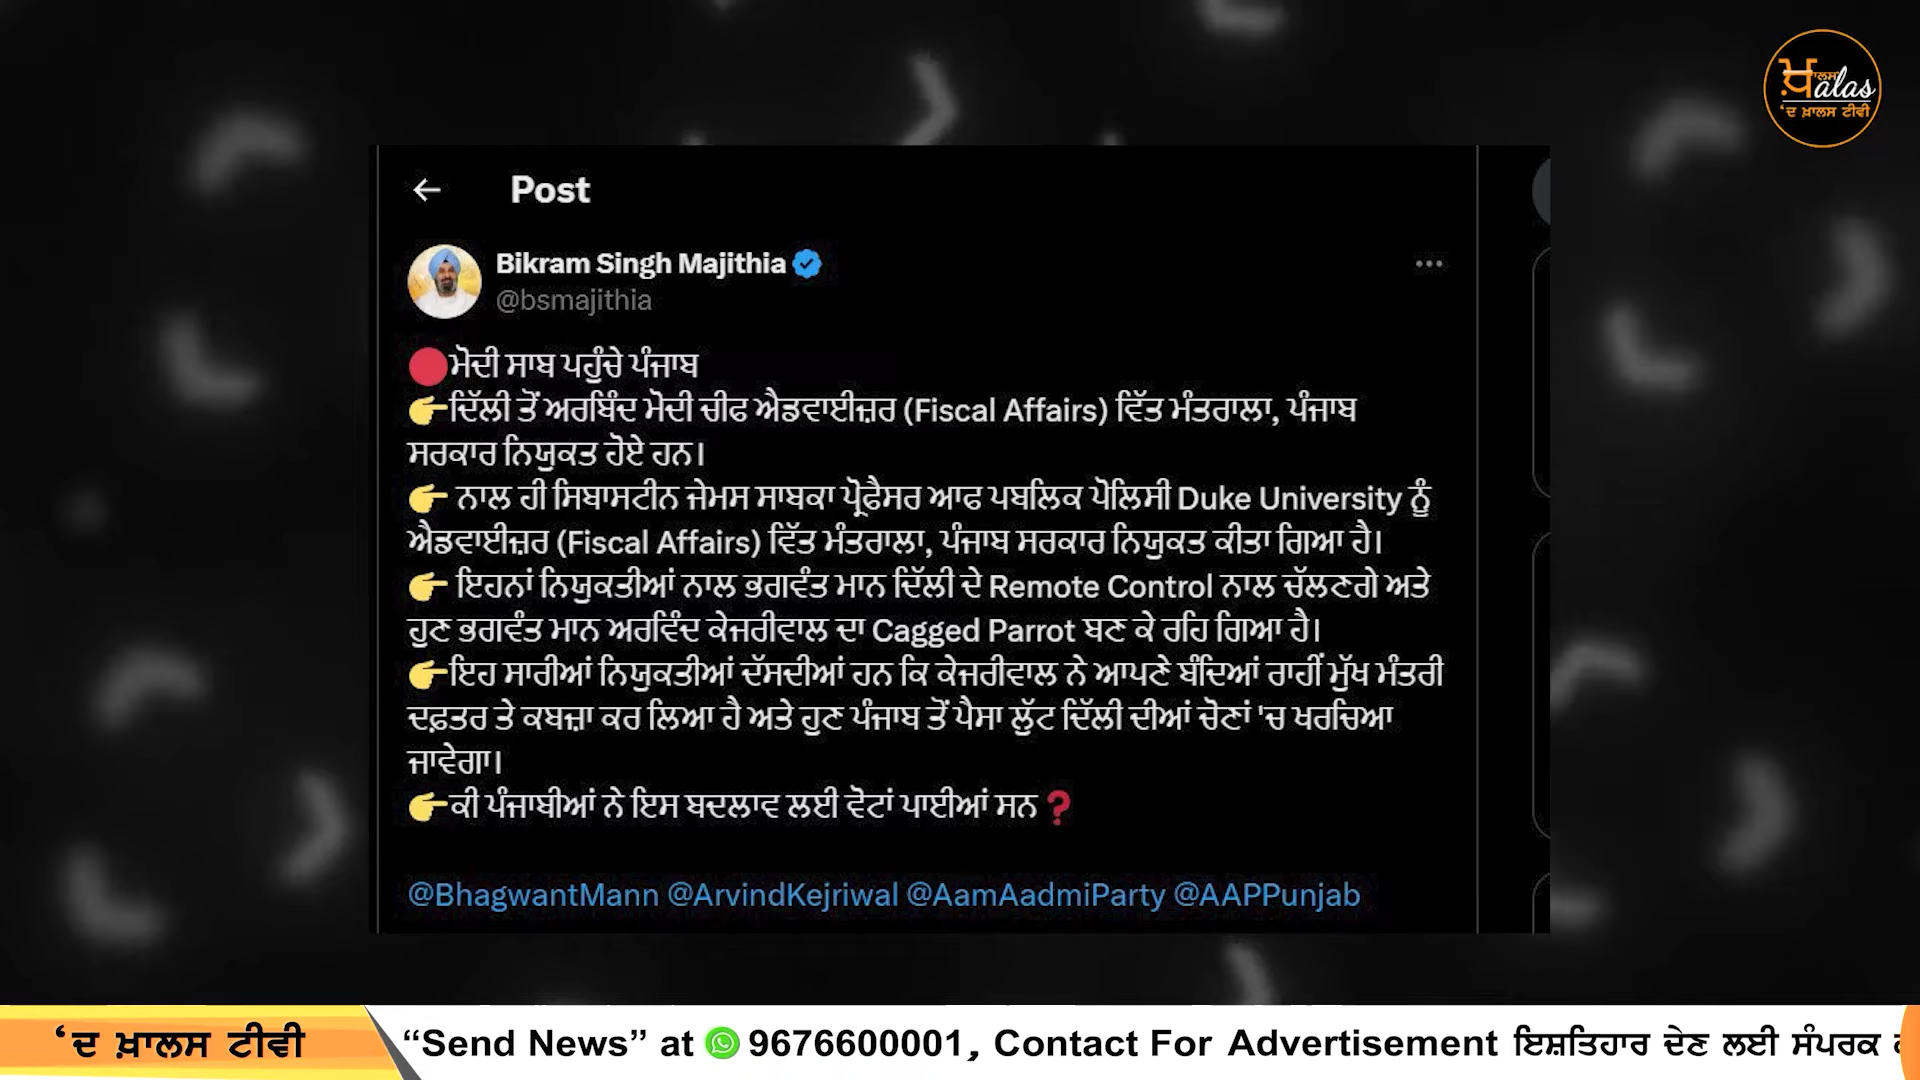 ਖ਼ਾਲਸ
alas
‘ਦ ਖ਼ਾਲਸ ਟੀਵੀ
Post
Bikram Singh Majithia
@bsmajithia
🔴ਮੋਦੀ ਸਾਬ ਪਹੁੰਚੇ ਪੰਜਾਬ
👉ਦਿੱਲੀ ਤੋਂ ਅਰਬਿੰਦ ਮੋਦੀ ਚੀਫ ਐਡਵਾਈਜ਼ਰ (Fiscal Affairs) ਵਿੱਤ ਮੰਤਰਾਲਾ, ਪੰਜਾਬ
ਸਰਕਾਰ ਨਿਯੁਕਤ ਹੋਏ ਹਨ।
👉 ਨਾਲ ਹੀ ਸਿਬਾਸਟੀਨ ਜੇਮਸ ਸਾਬਕਾ ਪ੍ਰੋਫੈਸਰ ਆਫ ਪਬਲਿਕ ਪੋਲਿਸੀ Duke University ਨੂੰ
ਐਡਵਾਈਜ਼ਰ (Fiscal Affairs) ਵਿੱਤ ਮੰਤਰਾਲਾ, ਪੰਜਾਬ ਸਰਕਾਰ ਨਿਯੁਕਤ ਕੀਤਾ ਗਿਆ ਹੈ।
👉 ਇਹਨਾਂ ਨਿਯੁਕਤੀਆਂ ਨਾਲ ਭਗਵੰਤ ਮਾਨ ਦਿੱਲੀ ਦੇ Remote Control ਨਾਲ ਚੱਲਣਗੇ ਅਤੇ
ਹੁਣ ਭਗਵੰਤ ਮਾਨ ਅਰਵਿੰਦ ਕੇਜਰੀਵਾਲ ਦਾ Cagged Parrot ਬਣ ਕੇ ਰਹਿ ਗਿਆ ਹੈ।
👉ਇਹ ਸਾਰੀਆਂ ਨਿਯੁਕਤੀਆਂ ਦੱਸਦੀਆਂ ਹਨ ਕਿ ਕੇਜਰੀਵਾਲ ਨੇ ਆਪਣੇ ਬੰਦਿਆਂ ਰਾਹੀਂ ਮੁੱਖ ਮੰਤਰੀ
ਦਫ਼ਤਰ ਤੇ ਕਬਜ਼ਾ ਕਰ ਲਿਆ ਹੈ ਅਤੇ ਹੁਣ ਪੰਜਾਬ ਤੋਂ ਪੈਸਾ ਲੁੱਟ ਦਿੱਲੀ ਦੀਆਂ ਚੋਣਾਂ 'ਚ ਖਰਚਿਆ
ਜਾਵੇਗਾ।
👉ਕੀ ਪੰਜਾਬੀਆਂ ਨੇ ਇਸ ਬਦਲਾਵ ਲਈ ਵੋਟਾਂ ਪਾਈਆਂ ਸਨ❓
@BhagwantMann @ArvindKejriwal @AamAadmiParty @AAPPunjab
‘ਦ ਖ਼ਾਲਸ ਟੀਵੀ
“Send News” at 9676600001, Contact For Advertisement ਇਸ਼ਤਿਹਾਰ ਦੇਣ ਲਈ ਸੰਪਰਕ